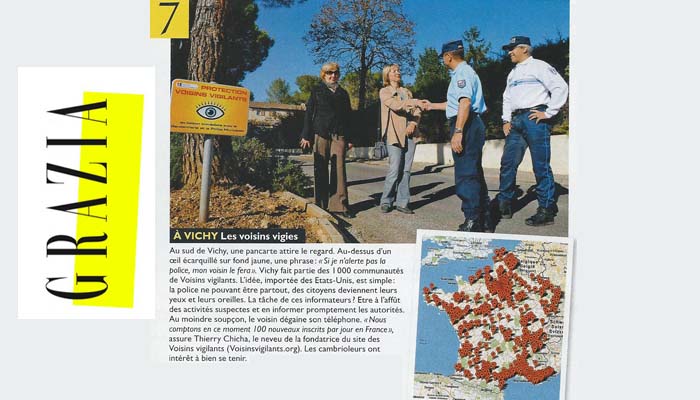 GRAZIA
7
PROTECTION
VOISINS VIGILANTS
À VICHY Les voisins vigies
Au sud de Vichy, une pancarte attire le regard. Au-dessus d'un
œil écarquillé sur fond jaune, une phrase : « Si je n'alerte pas la
police, mon voisin le fera ». Vichy fait partie des 1 000 communautés
de Voisins vigilants. L'idée, importée des Etats-Unis, est simple :
la police ne pouvant être partout, des citoyens deviennent leurs
yeux et leurs oreilles. La tâche de ces informateurs ? Etre à l'affût
des activités suspectes et en informer promptement les autorités.
Au moindre soupçon, le voisin dégaine son téléphone. « Nous
comptons en ce moment 100 nouveaux inscrits par jour en France »,
assure Thierry Chicha, le neveu de la fondatrice du site des
Voisins vigilants (Voisinsvigilants.org). Les cambrioleurs ont
intérêt à bien se tenir.